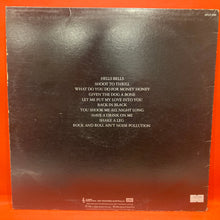 HELLS BELLS
SHOOT TO THRILL
WHAT DO YOU DO FOR MONEY HONEY
GIVEN THE DOG A BONE
LET ME PUT MY LOVE INTO YOU
BACK IN BLACK
YOU SHOOK ME ALL NIGHT LONG
HAVE A DRINK ON ME
SHAKE A LEG
ROCK AND ROLL AIN'T NOISE POLLUTION